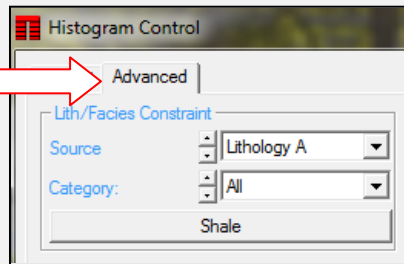 Histogram Control
Advanced
Lith/Facies Constraint
Source
Lithology A
Category:
All
Shale